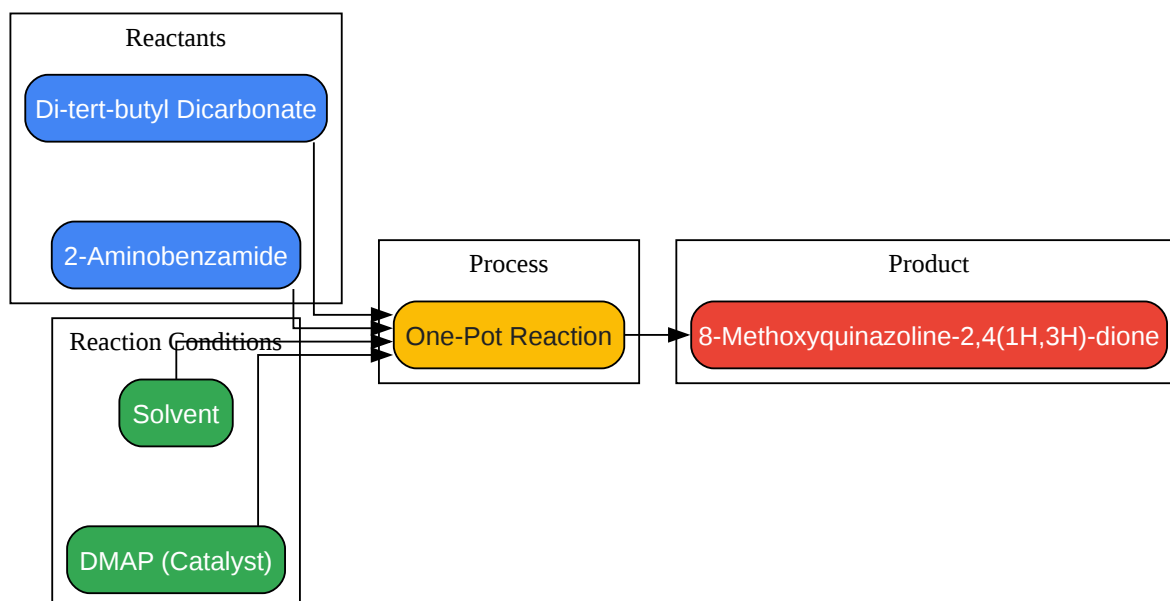 Reactants
Di-tert-butyl Dicarbonate
2-Aminobenzamide
Reaction Conditions
Solvent
DMAP (Catalyst)
Process
One-Pot Reaction
Product
8-Methoxyquinazoline-2,4(1H,3H)-dione